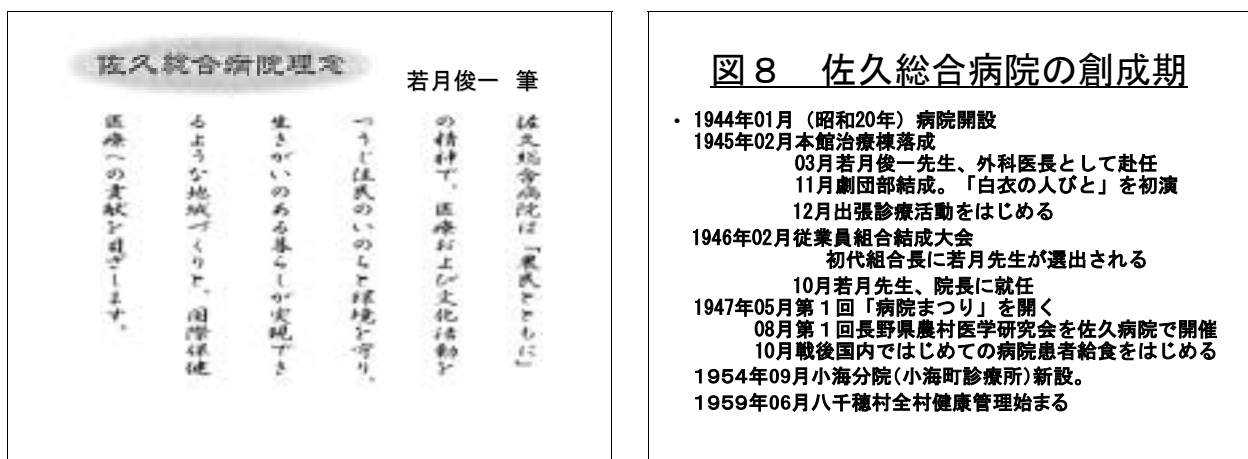 佐久総合病院理念
若月俊一 筆
佐久総合病院は「農民とともに」
の精神で、医療および文化活動を
つうじ住民のいのちと環境を守り、
生きがいのある暮らしが実現でき
るような地域づくりと、国際保健
医療への貢献を目ざします。
図８ 佐久総合病院の創成期
・ 1944年01月（昭和20年）病院開設
1945年02月本館治療棟落成
03月若月俊一先生、外科医長として赴任
11月劇団部結成。「白衣の人びと」を初演
12月出張診療活動をはじめる
1946年02月従業員組合結成大会
初代組合長に若月先生が選出される
10月若月先生、院長に就任
1947年05月第１回「病院まつり」を開く
08月第１回長野県農村医学研究会を佐久病院で開催
10月戦後国内ではじめての病院患者給食をはじめる
１９５４年09月小海分院(小海町診療所)新設。
１９５９年06月八千穂村全村健康管理始まる